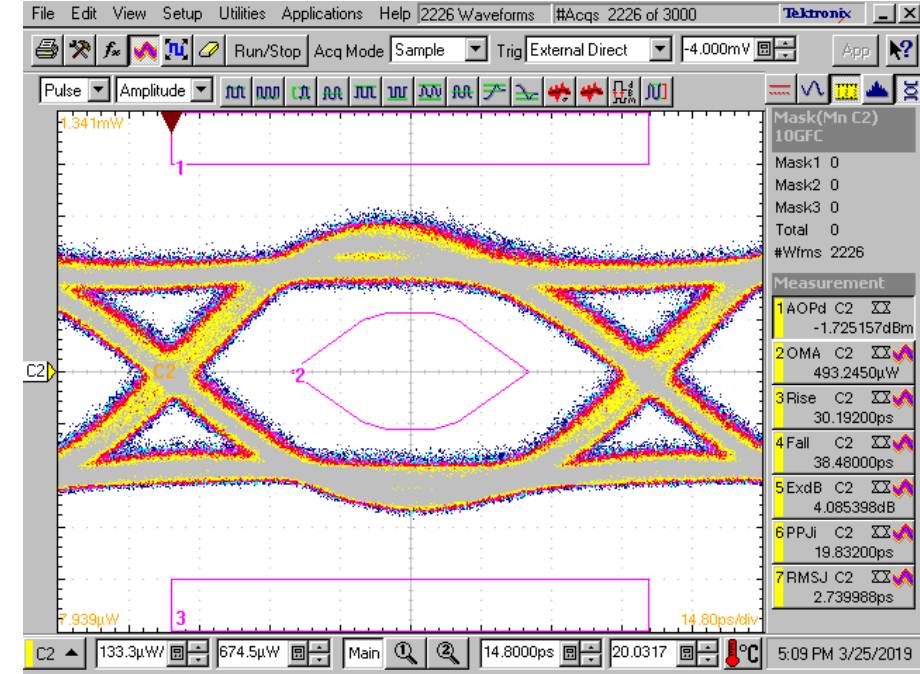 File Edit View Setup Utilities Applications Help 2226 Waveforms #Acqs 2226 of 3000 Tektronix
Run/Stop Acq Mode Sample Trig External Direct -4.000mV App
Pulse Amplitude
1.341mW
1
Mask(Mn C2)
10GFC
Mask1 0
Mask2 0
Mask3 0
Total 0
#Wfms 2226
Measurement
1 AOPd C2
-1.725157dBm
2 OMA C2
493.2450µW
3 Rise C2
30.19200ps
4 Fall C2
38.48000ps
5 ExdB C2
4.085398dB
6 PPJi C2
19.83200ps
7 RMSJ C2
2.739988ps
C2
C2
2
7.939µW
3
14.80ps/div
C2 133.3µW/ 674.5µW Main 1 2 14.8000ps 20.0317 °C 5:09 PM 3/25/2019